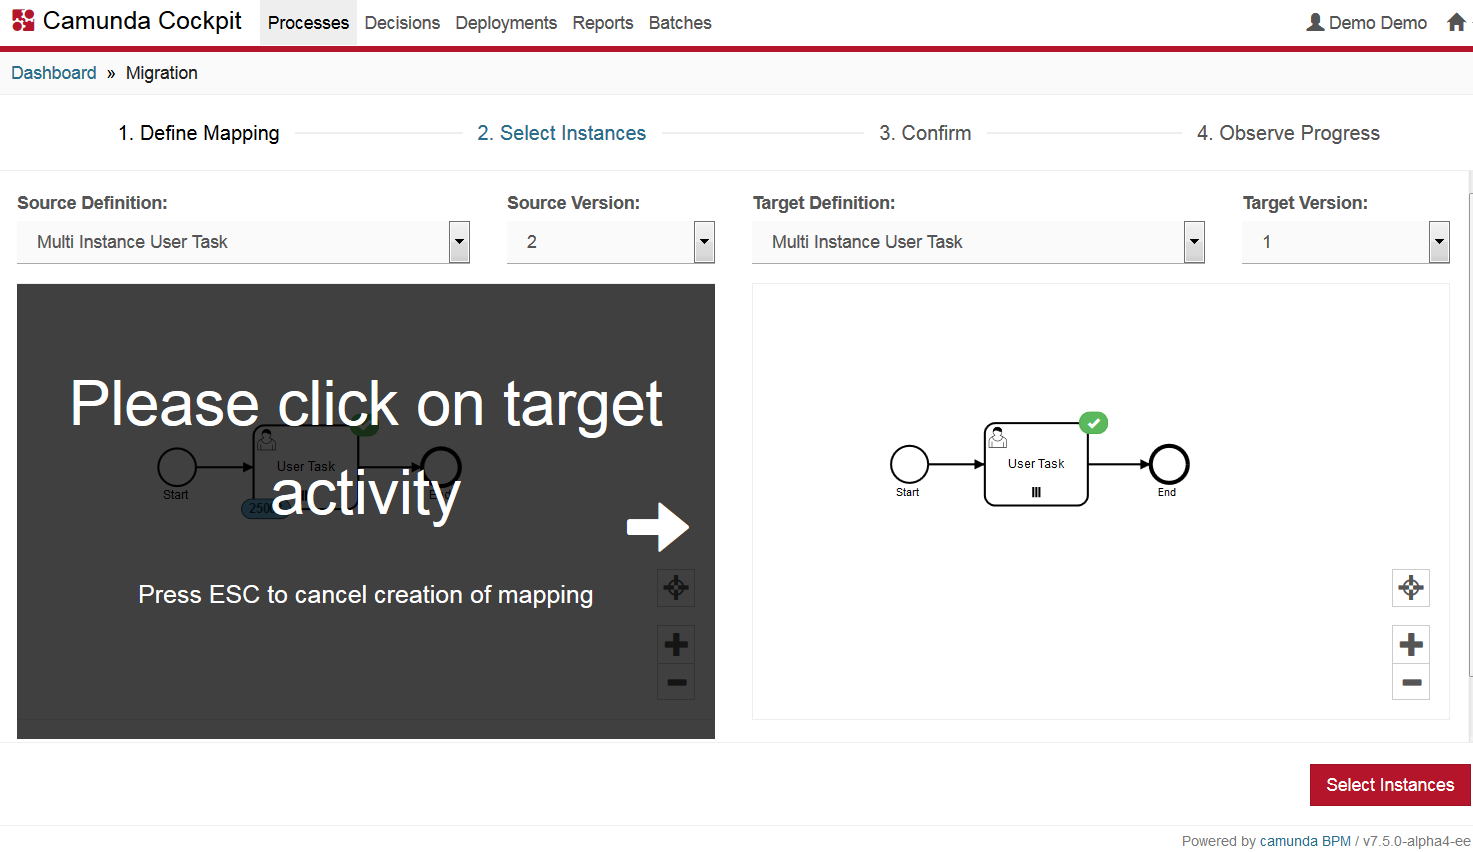 Camunda Cockpit Processes Decisions Deployments Reports Batches Demo Demo
Dashboard » Migration
1. Define Mapping 2. Select Instances 3. Confirm 4. Observe Progress
Source Definition: Source Version: Target Definition: Target Version:
Multi Instance User Task 2 Multi Instance User Task 1
Please click on target
activity
Press ESC to cancel creation of mapping
User Task
Start
User Task
Start
End
Select Instances
Powered by camunda BPM / v7.5.0-alpha4-ee